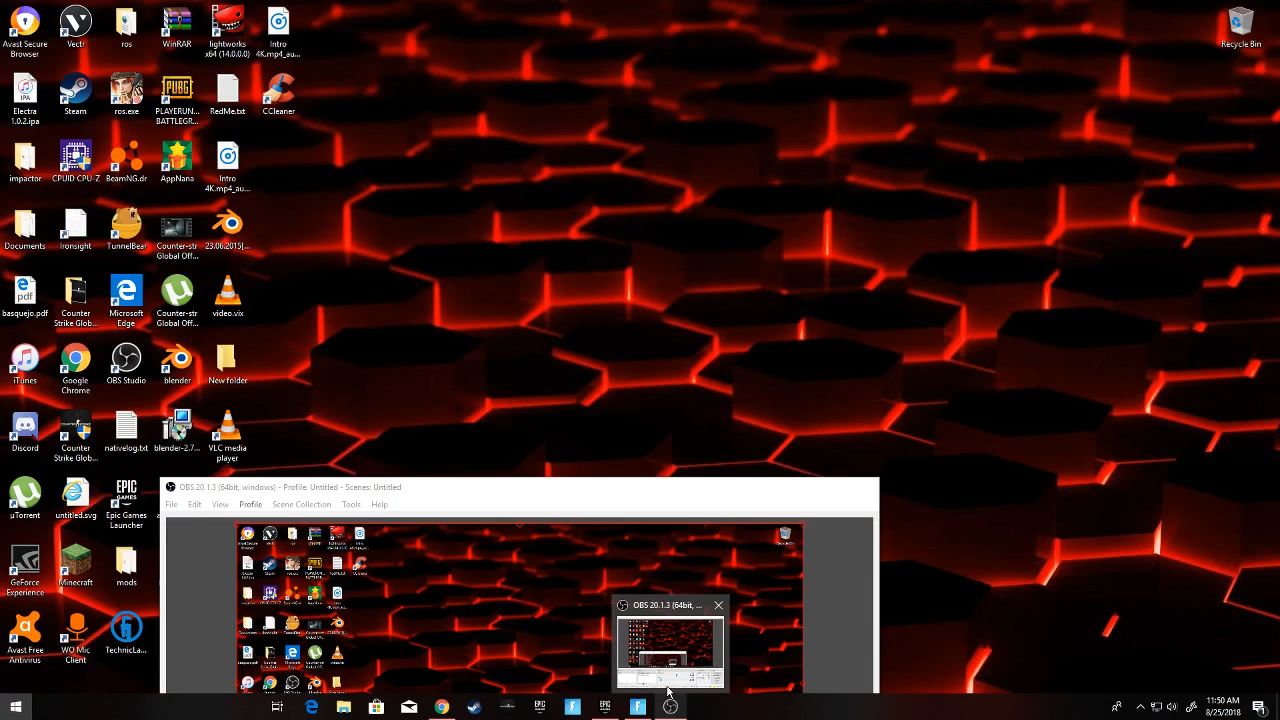 Avast Secure
Browser
Vectr
ros
WinRAR
lightworks
x64 (14.0.0.0)
Intro
4K.mp4_au...
Recycle Bin
IPA
Electra
1.0.2.ipa
Steam
ros.exe
PUBG
PLAYERUN...
BATTLEGR...
RedMe.txt
CCleaner
impactor
CPUID CPU-Z
BeamNG.dr
AppNana
Intro
4K.mp4_au...
Documents
Ironsight
TunnelBear
Counter-str
Global Off...
23.06.2015[...
pdf
basquejo.pdf
Counter
Strike Glob...
Microsoft
Edge
Counter-str
Global Off...
video.vix
iTunes
Google
Chrome
OBS Studio
blender
New folder
Discord
Counter
Strike Glob...
nativelog.txt
blender-2.7...
VLC media
player
µTorrent
untitled.svg
EPIC
GAMES
Epic Games
Launcher
GeForce
Experience
Minecraft
mods
Avast Free
Antivirus
WO Mic
Client
TechnicLa...
OBS 20.1.3 (64bit, windows) - Profile: Untitled - Scenes: Untitled
File Edit View Profile Scene Collection Tools Help
OBS 20.1.3 (64bit, ...
11:50 AM
8/25/2018